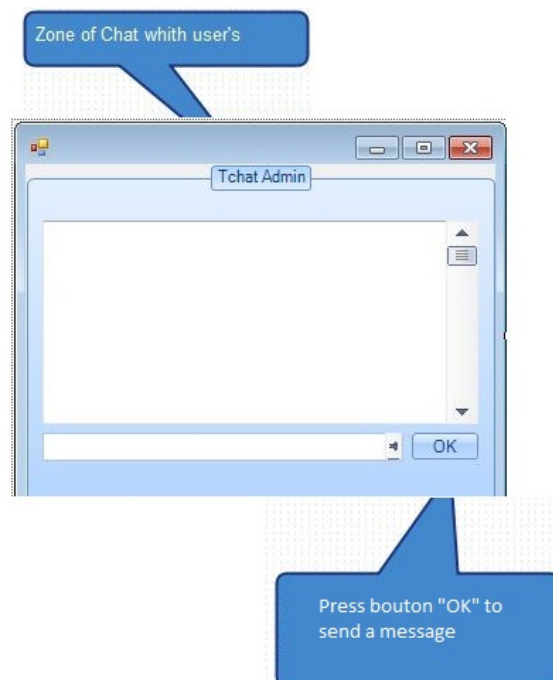 Zone of Chat whith user's
Tchat Admin
OK
Press bouton "OK" to
send a message